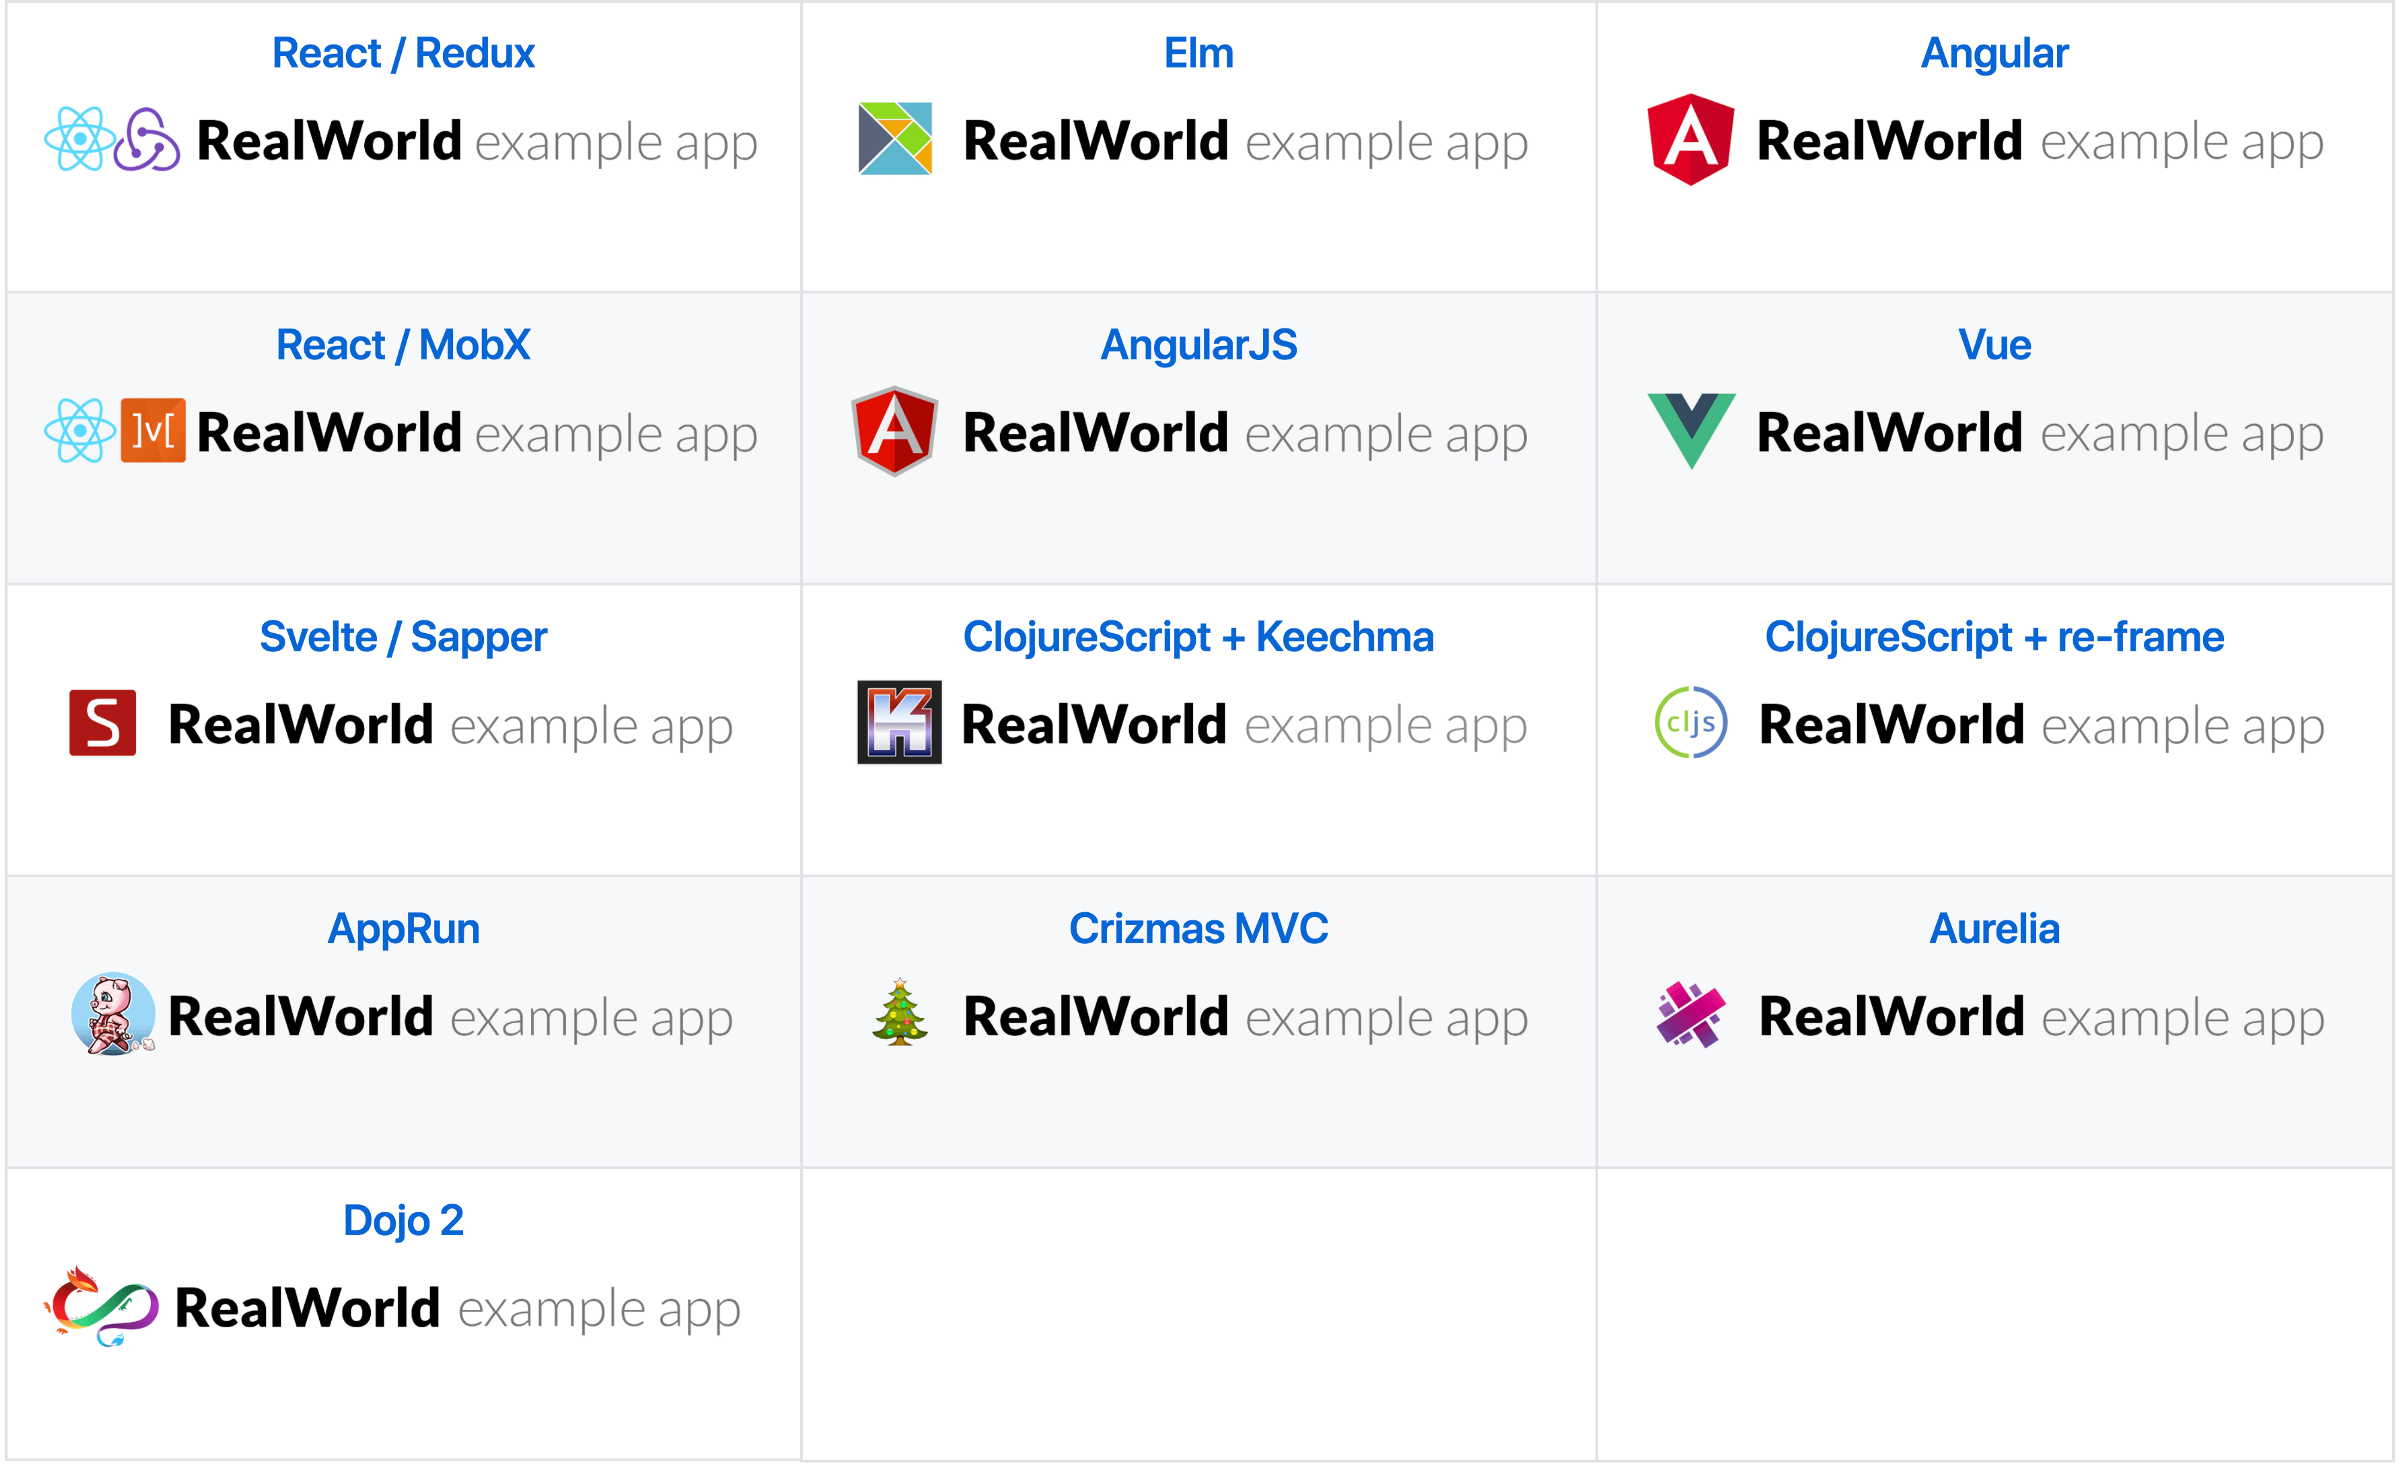 React / Redux
RealWorld example app
Elm
RealWorld example app
Angular
A
RealWorld example app
React / MobX
]v[
RealWorld example app
AngularJS
A
RealWorld example app
Vue
RealWorld example app
Svelte / Sapper
S
RealWorld example app
ClojureScript + Keechma
K
RealWorld example app
ClojureScript + re-frame
cljs
RealWorld example app
AppRun
RealWorld example app
Crizmas MVC
RealWorld example app
Aurelia
RealWorld example app
Dojo 2
RealWorld example app